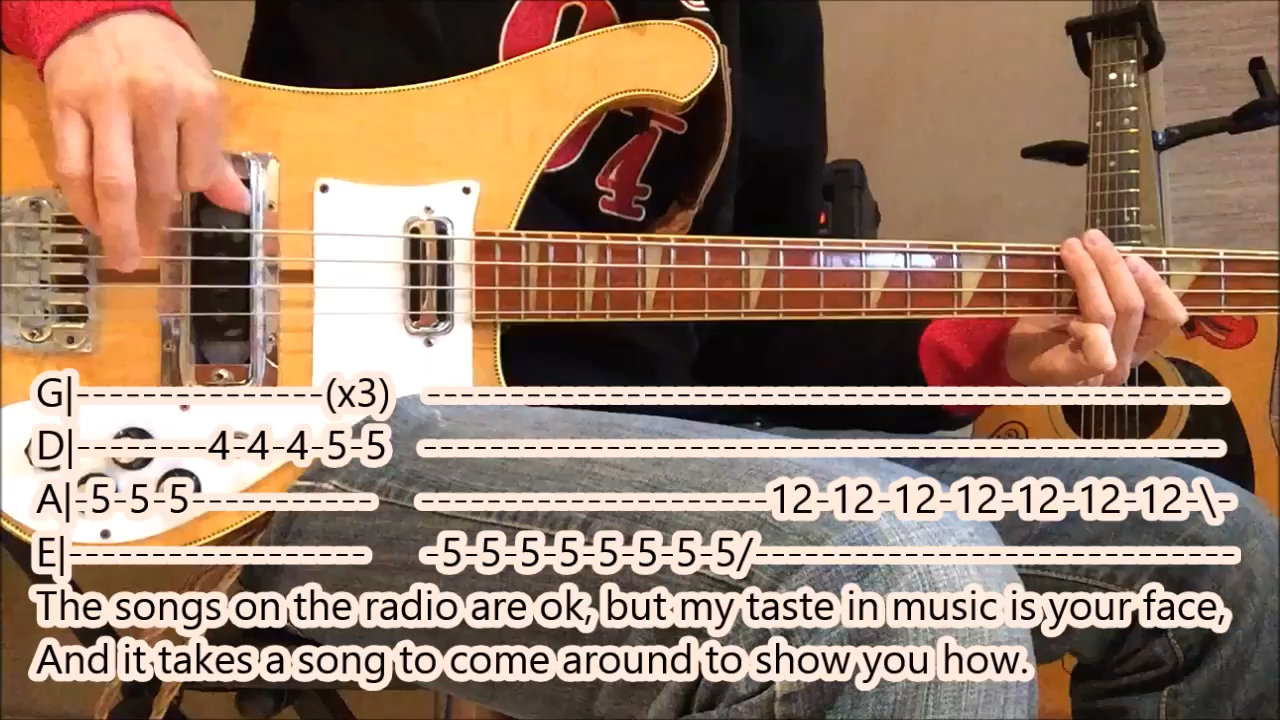 04
G|---------------(x3) ------------------------------------------------
D|--------4-4-4-5-5 ------------------------------------------------
A|-5-5-5----------- ---------------------12-12-12-12-12-12-12-\-
E|------------------ -5-5-5-5-5-5-5-5/-----------------------------
The songs on the radio are ok, but my taste in music is your face,
And it takes a song to come around to show you how.